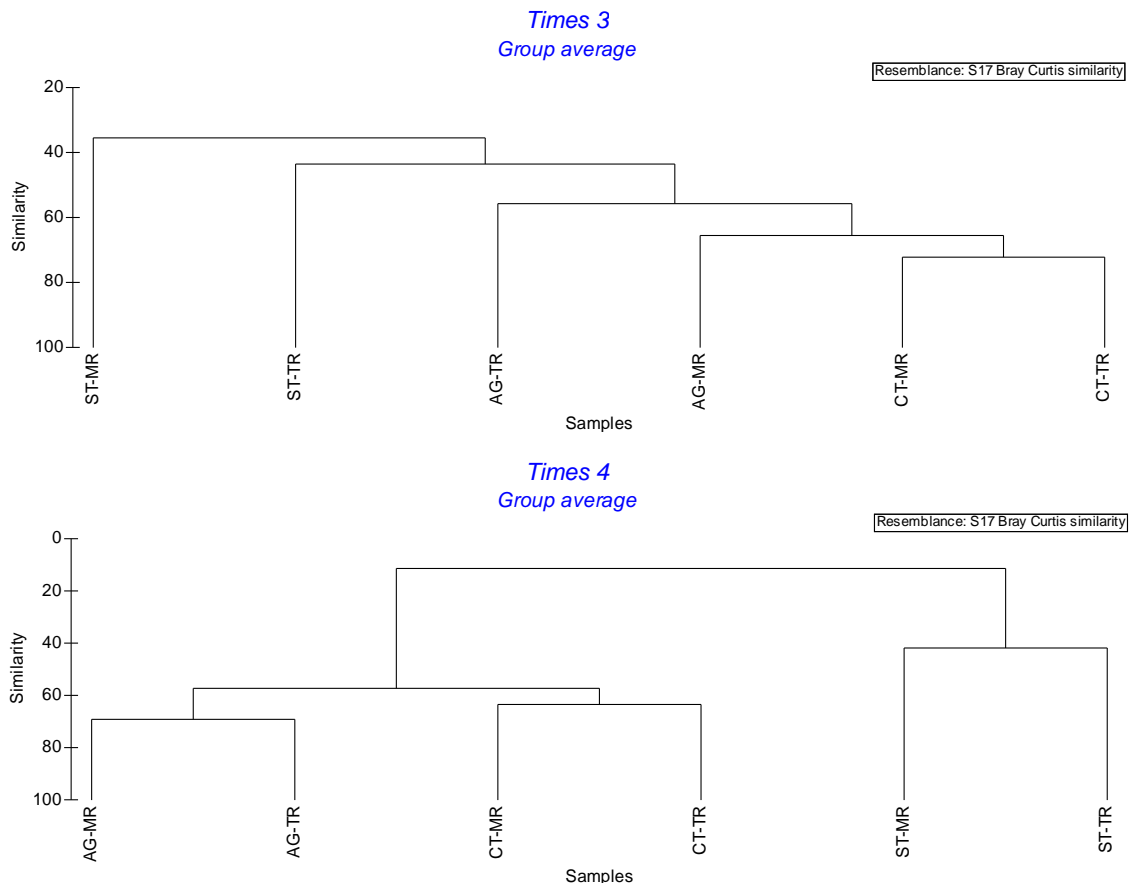 Times 3
Group average
Resemblance: S17 Bray Curtis similarity
20
40
60
80
100
Similarity
ST-MR
ST-TR
AG-TR
AG-MR
CT-MR
CT-TR
Samples
Times 4
Group average
Resemblance: S17 Bray Curtis similarity
0
20
40
60
80
100
Similarity
AG-MR
AG-TR
CT-MR
CT-TR
ST-MR
ST-TR
Samples